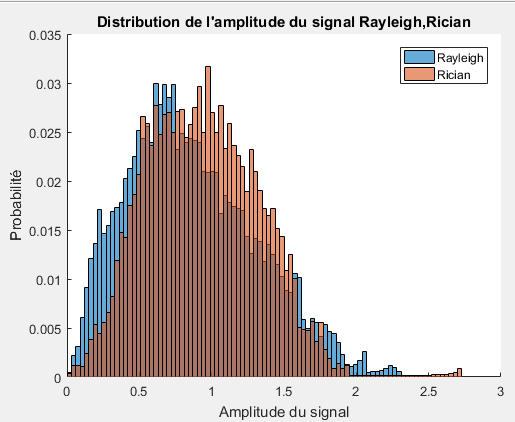 Distribution de l'amplitude du signal Rayleigh,Rician
0.035
0.03
0.025
0.02
0.015
0.01
0.005
0
Probabilité
Rayleigh
Rician
0 0.5 1 1.5 2 2.5 3
Amplitude du signal